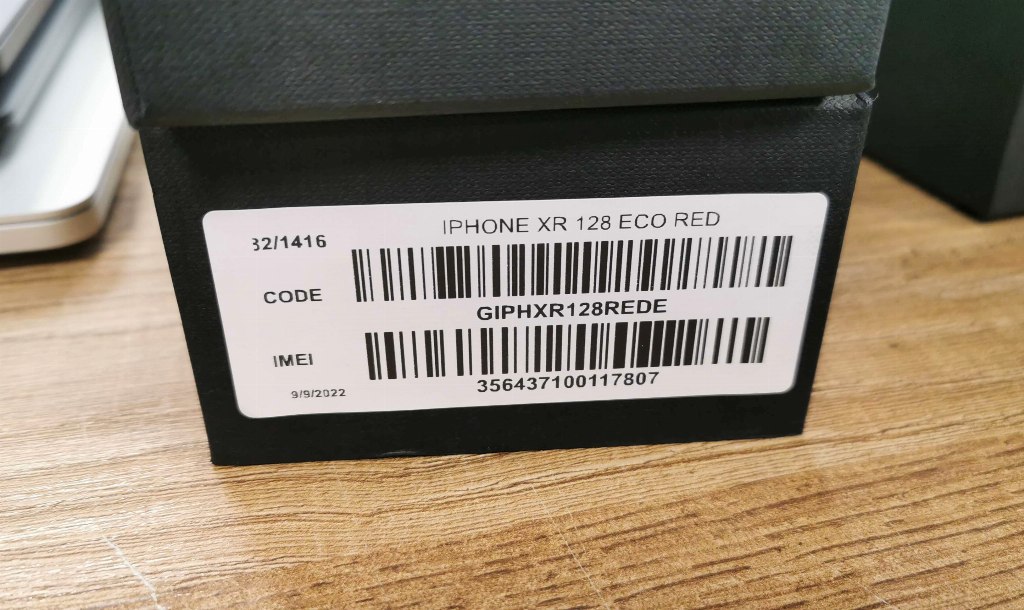 IPHONE XR 128 ECO RED
32/1416
CODE
GIPHXR128REDE
IMEI
356437100117807
9/9/2022